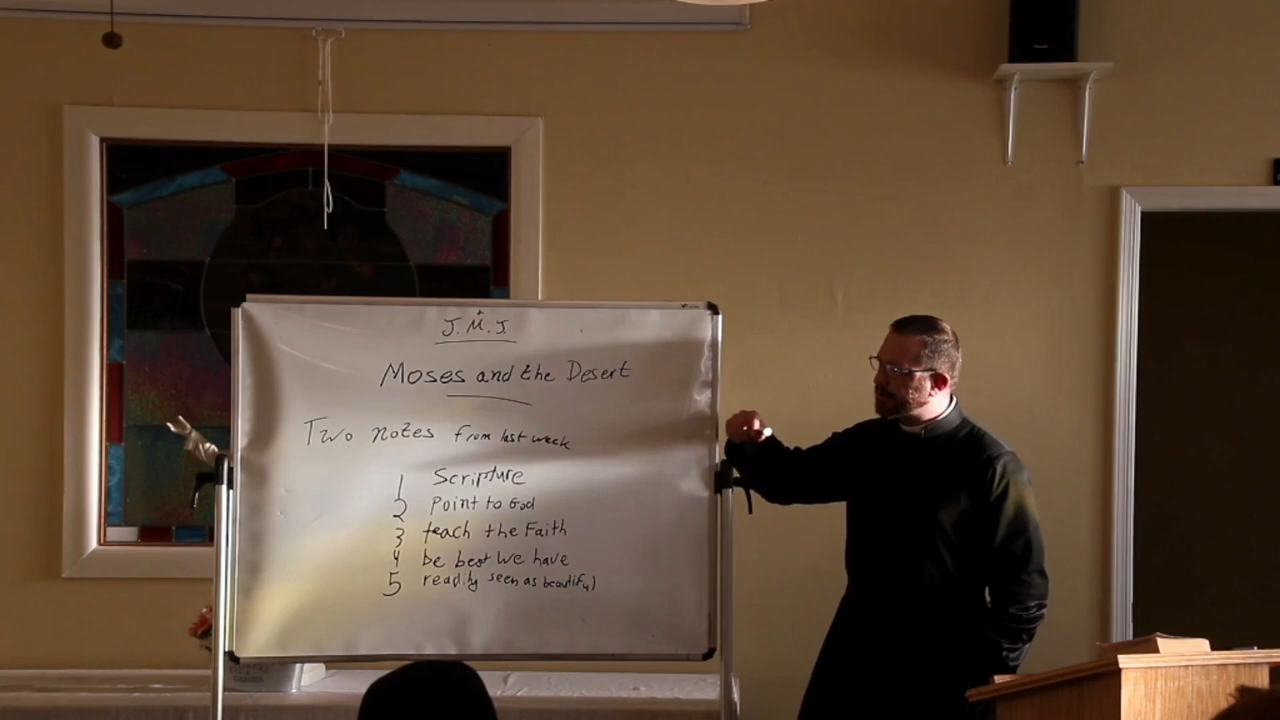 J.M.J.
Moses and the Desert
Two notes from last week
1 Scripture
2 point to God
3 teach the Faith
4 be best we have
5 readily seen as beautiful